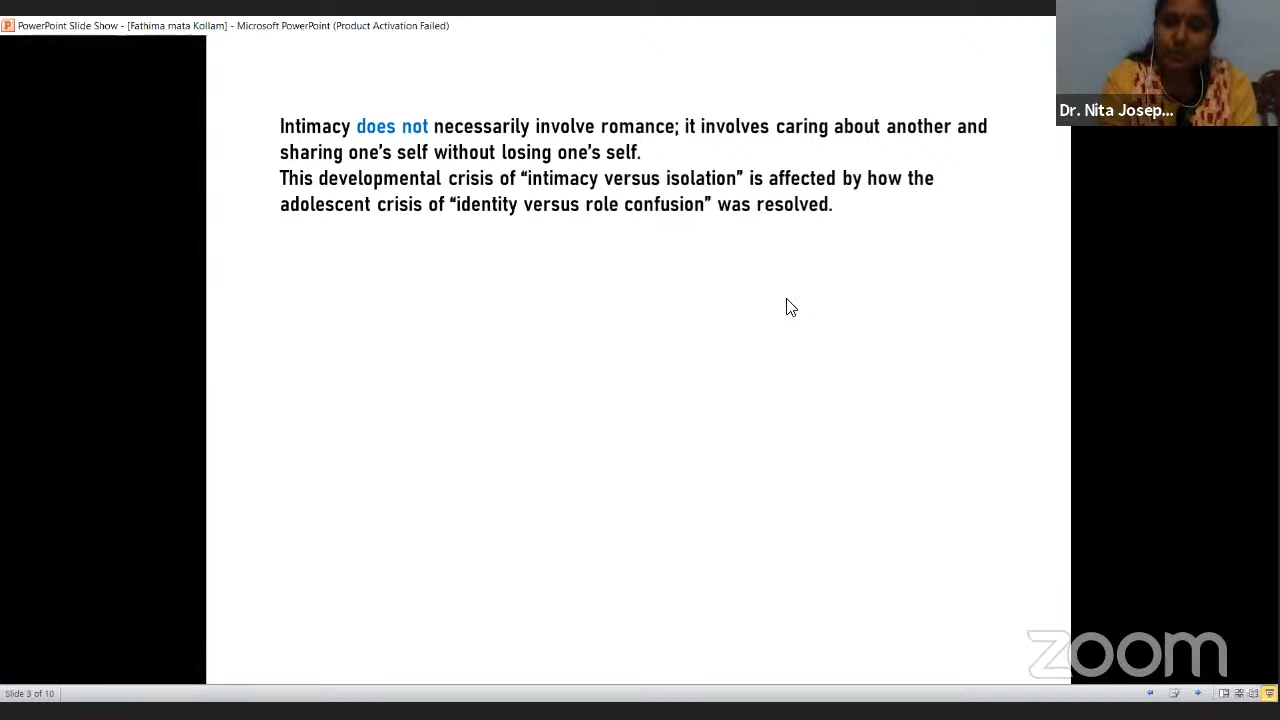 PowerPoint Slide Show - [Fathima mata Kollam] - Microsoft PowerPoint (Product Activation Failed)
Dr. Nita Josep...
Intimacy does not necessarily involve romance; it involves caring about another and
sharing one's self without losing one's self.
This developmental crisis of “intimacy versus isolation” is affected by how the
adolescent crisis of “identity versus role confusion” was resolved.
zoom
Slide 3 of 10